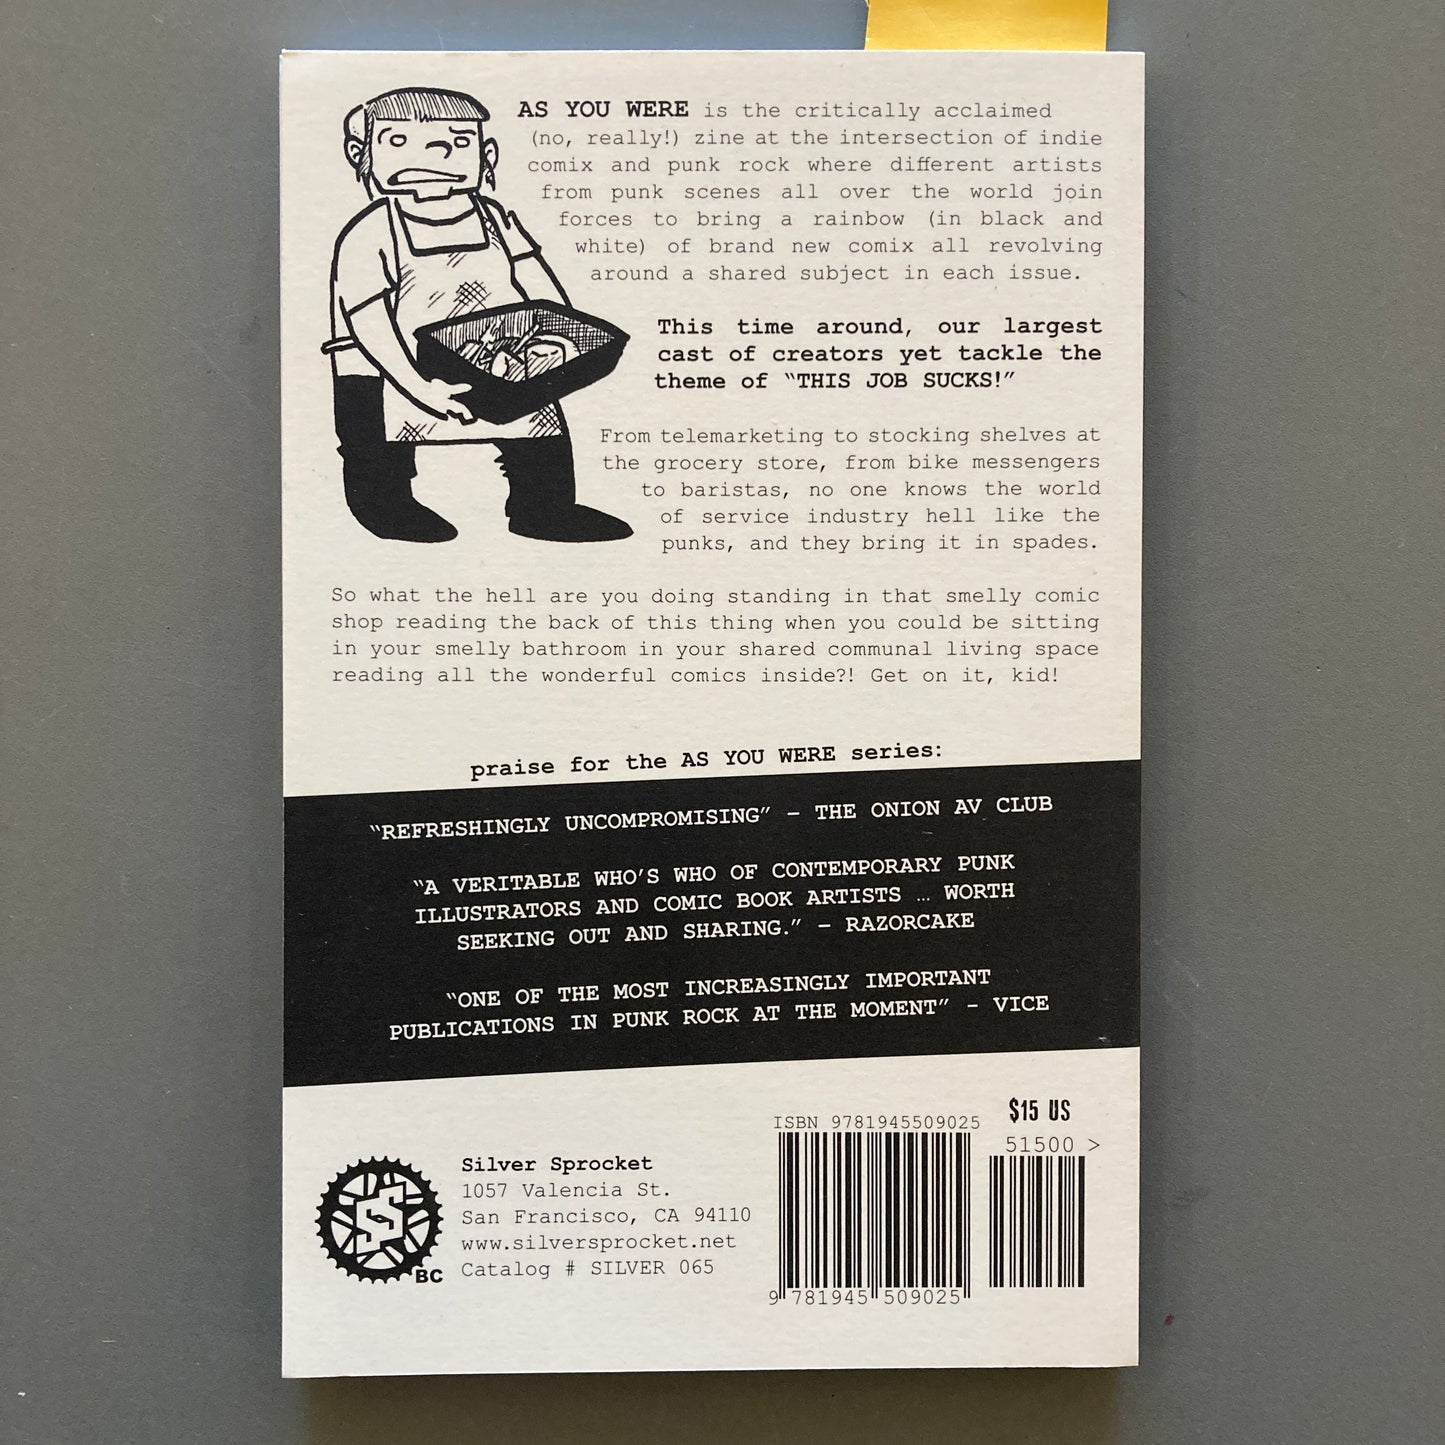 AS YOU WERE is the critically acclaimed
(no, really!) zine at the intersection of indie
comix and punk rock where different artists
from punk scenes all over the world join
forces to bring a rainbow (in black and
white) of brand new comix all revolving
around a shared subject in each issue.
This time around, our largest
cast of creators yet tackle the
theme of “THIS JOB SUCKS!”
From telemarketing to stocking shelves at
the grocery store, from bike messengers
to baristas, no one knows the world
of service industry hell like the
punks, and they bring it in spades.
So what the hell are you doing standing in that smelly comic
shop reading the back of this thing when you could be sitting
in your smelly bathroom in your shared communal living space
reading all the wonderful comics inside?! Get on it, kid!
praise for the AS YOU WERE series:
“REFRESHINGLY UNCOMPROMISING” – THE ONION AV CLUB
“A VERITABLE WHO'S WHO OF CONTEMPORARY PUNK
ILLUSTRATORS AND COMIC BOOK ARTISTS … WORTH
SEEKING OUT AND SHARING.” – RAZORCAKE
“ONE OF THE MOST INCREASINGLY IMPORTANT
PUBLICATIONS IN PUNK ROCK AT THE MOMENT” - VICE
$15 US
ISBN 9781945509025
51500 >
9 781945 509025
BC
Silver Sprocket
1057 Valencia St.
San Francisco, CA 94110
www.silversprocket.net
Catalog # SILVER 065